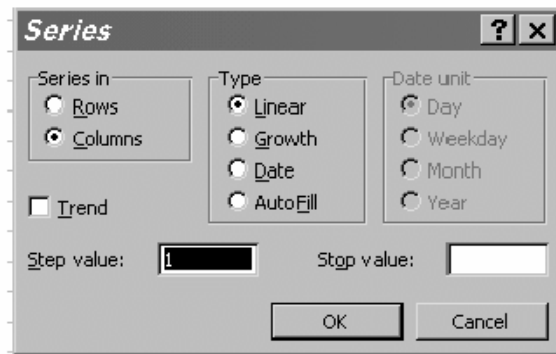 Series
Series in
Rows
Columns
Trend
Type
Linear
Growth
Date
AutoFill
Date unit
Day
Weekday
Month
Year
Step value: 1
Stop value:
OK
Cancel